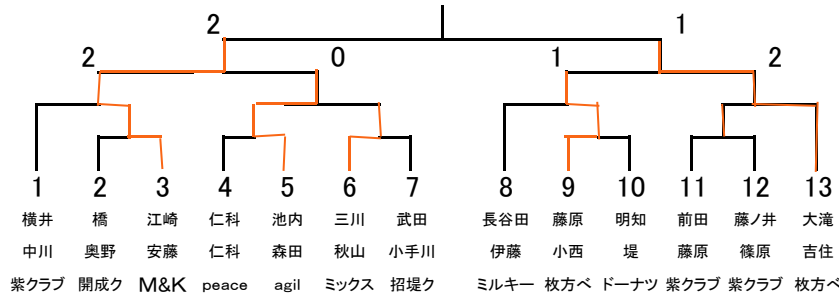 2 1
2 0 1 2
1 2 3 4 5 6 7 8 9 10 11 12 13
横井 橋 江崎 仁科 池内 三川 武田 長谷田 藤原 明知 前田 藤ノ井 大滝
中川 奥野 安藤 仁科 森田 秋山 小手川 伊藤 小西 堤 藤原 篠原 吉住
紫クラブ 開成ク M&K peace agil ミックス 招堤ク ミルキー 枚方ベ ドーナツ 紫クラブ 紫クラブ 枚方ベ